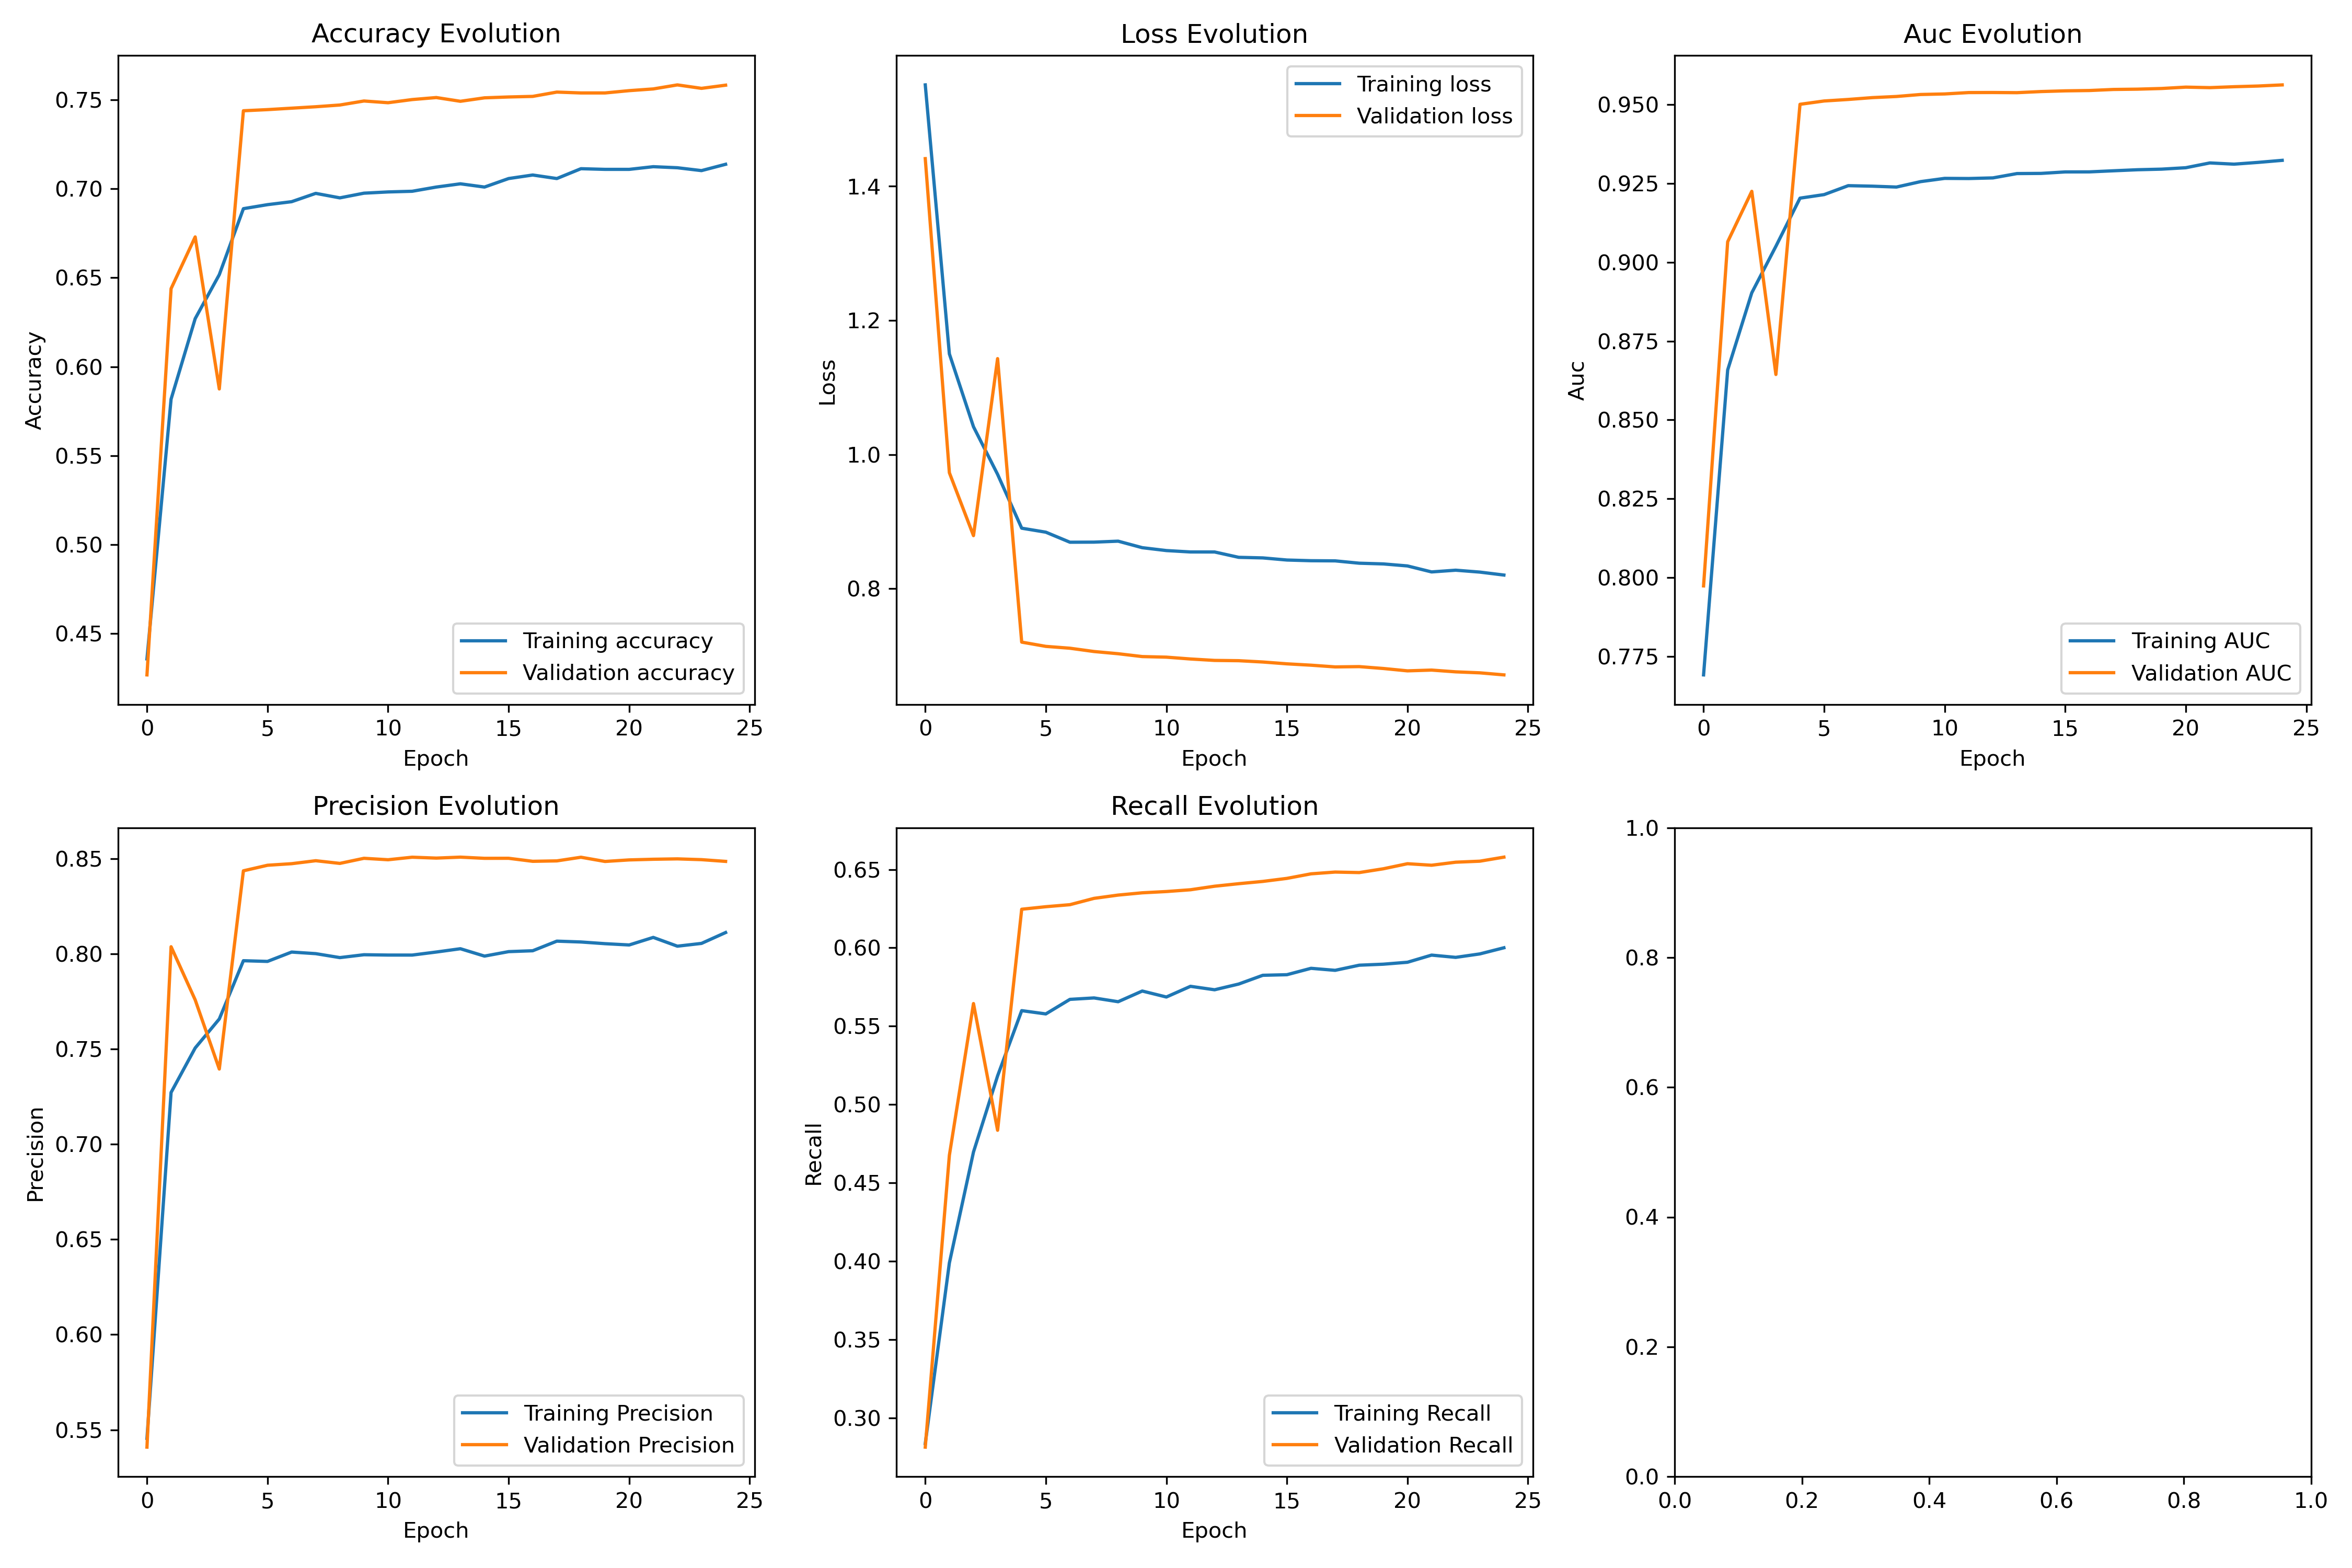 Accuracy Evolution
Accuracy
0.75
0.70
0.65
0.60
0.55
0.50
0.45
Training accuracy
Validation accuracy
0 5 10 15 20 25
Epoch
Loss Evolution
Loss
1.4
1.2
1.0
0.8
Training loss
Validation loss
0 5 10 15 20 25
Epoch
Auc Evolution
Auc
0.950
0.925
0.900
0.875
0.850
0.825
0.800
0.775
Training AUC
Validation AUC
0 5 10 15 20 25
Epoch
Precision Evolution
Precision
0.85
0.80
0.75
0.70
0.65
0.60
0.55
Training Precision
Validation Precision
0 5 10 15 20 25
Epoch
Recall Evolution
Recall
0.65
0.60
0.55
0.50
0.45
0.40
0.35
0.30
Training Recall
Validation Recall
0 5 10 15 20 25
Epoch
1.0
0.8
0.6
0.4
0.2
0.0
0.0 0.2 0.4 0.6 0.8 1.0